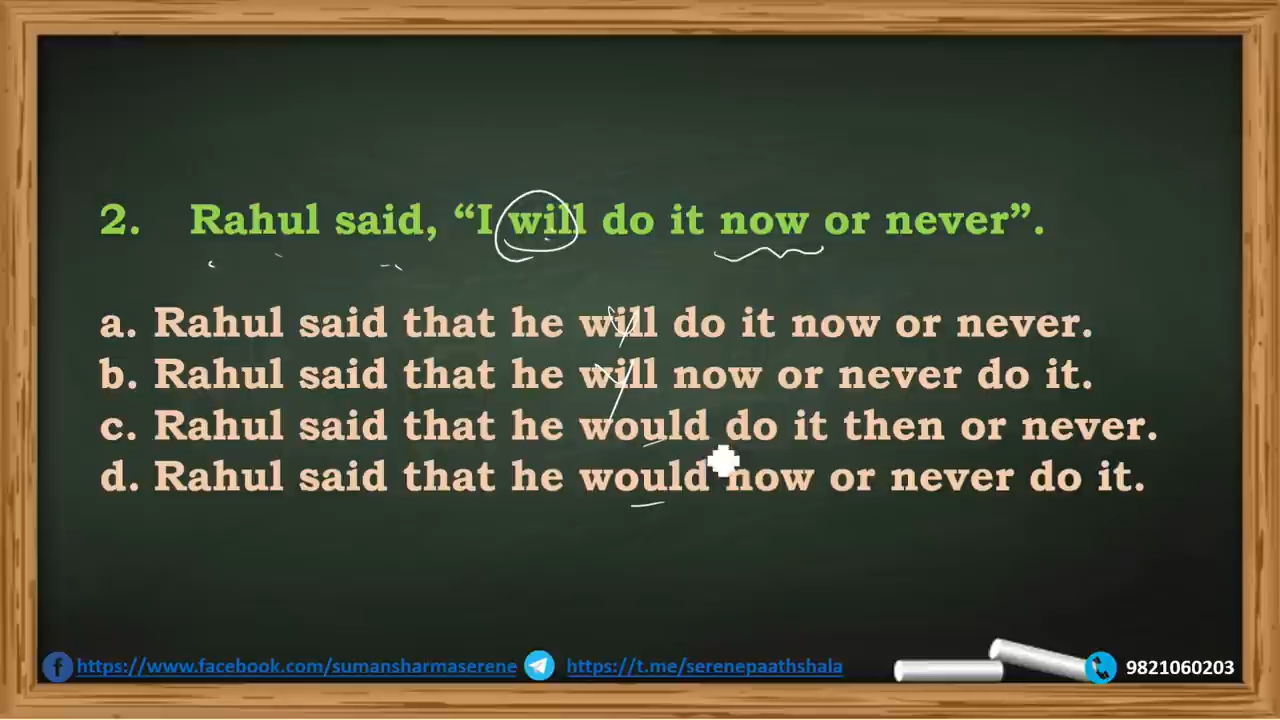 2. Rahul said, “I will do it now or never”.
a. Rahul said that he will do it now or never.
b. Rahul said that he will now or never do it.
c. Rahul said that he would do it then or never.
d. Rahul said that he would now or never do it.
https://www.facebook.com/sumansharmaserene https://t.me/serenepaathshala 9821060203